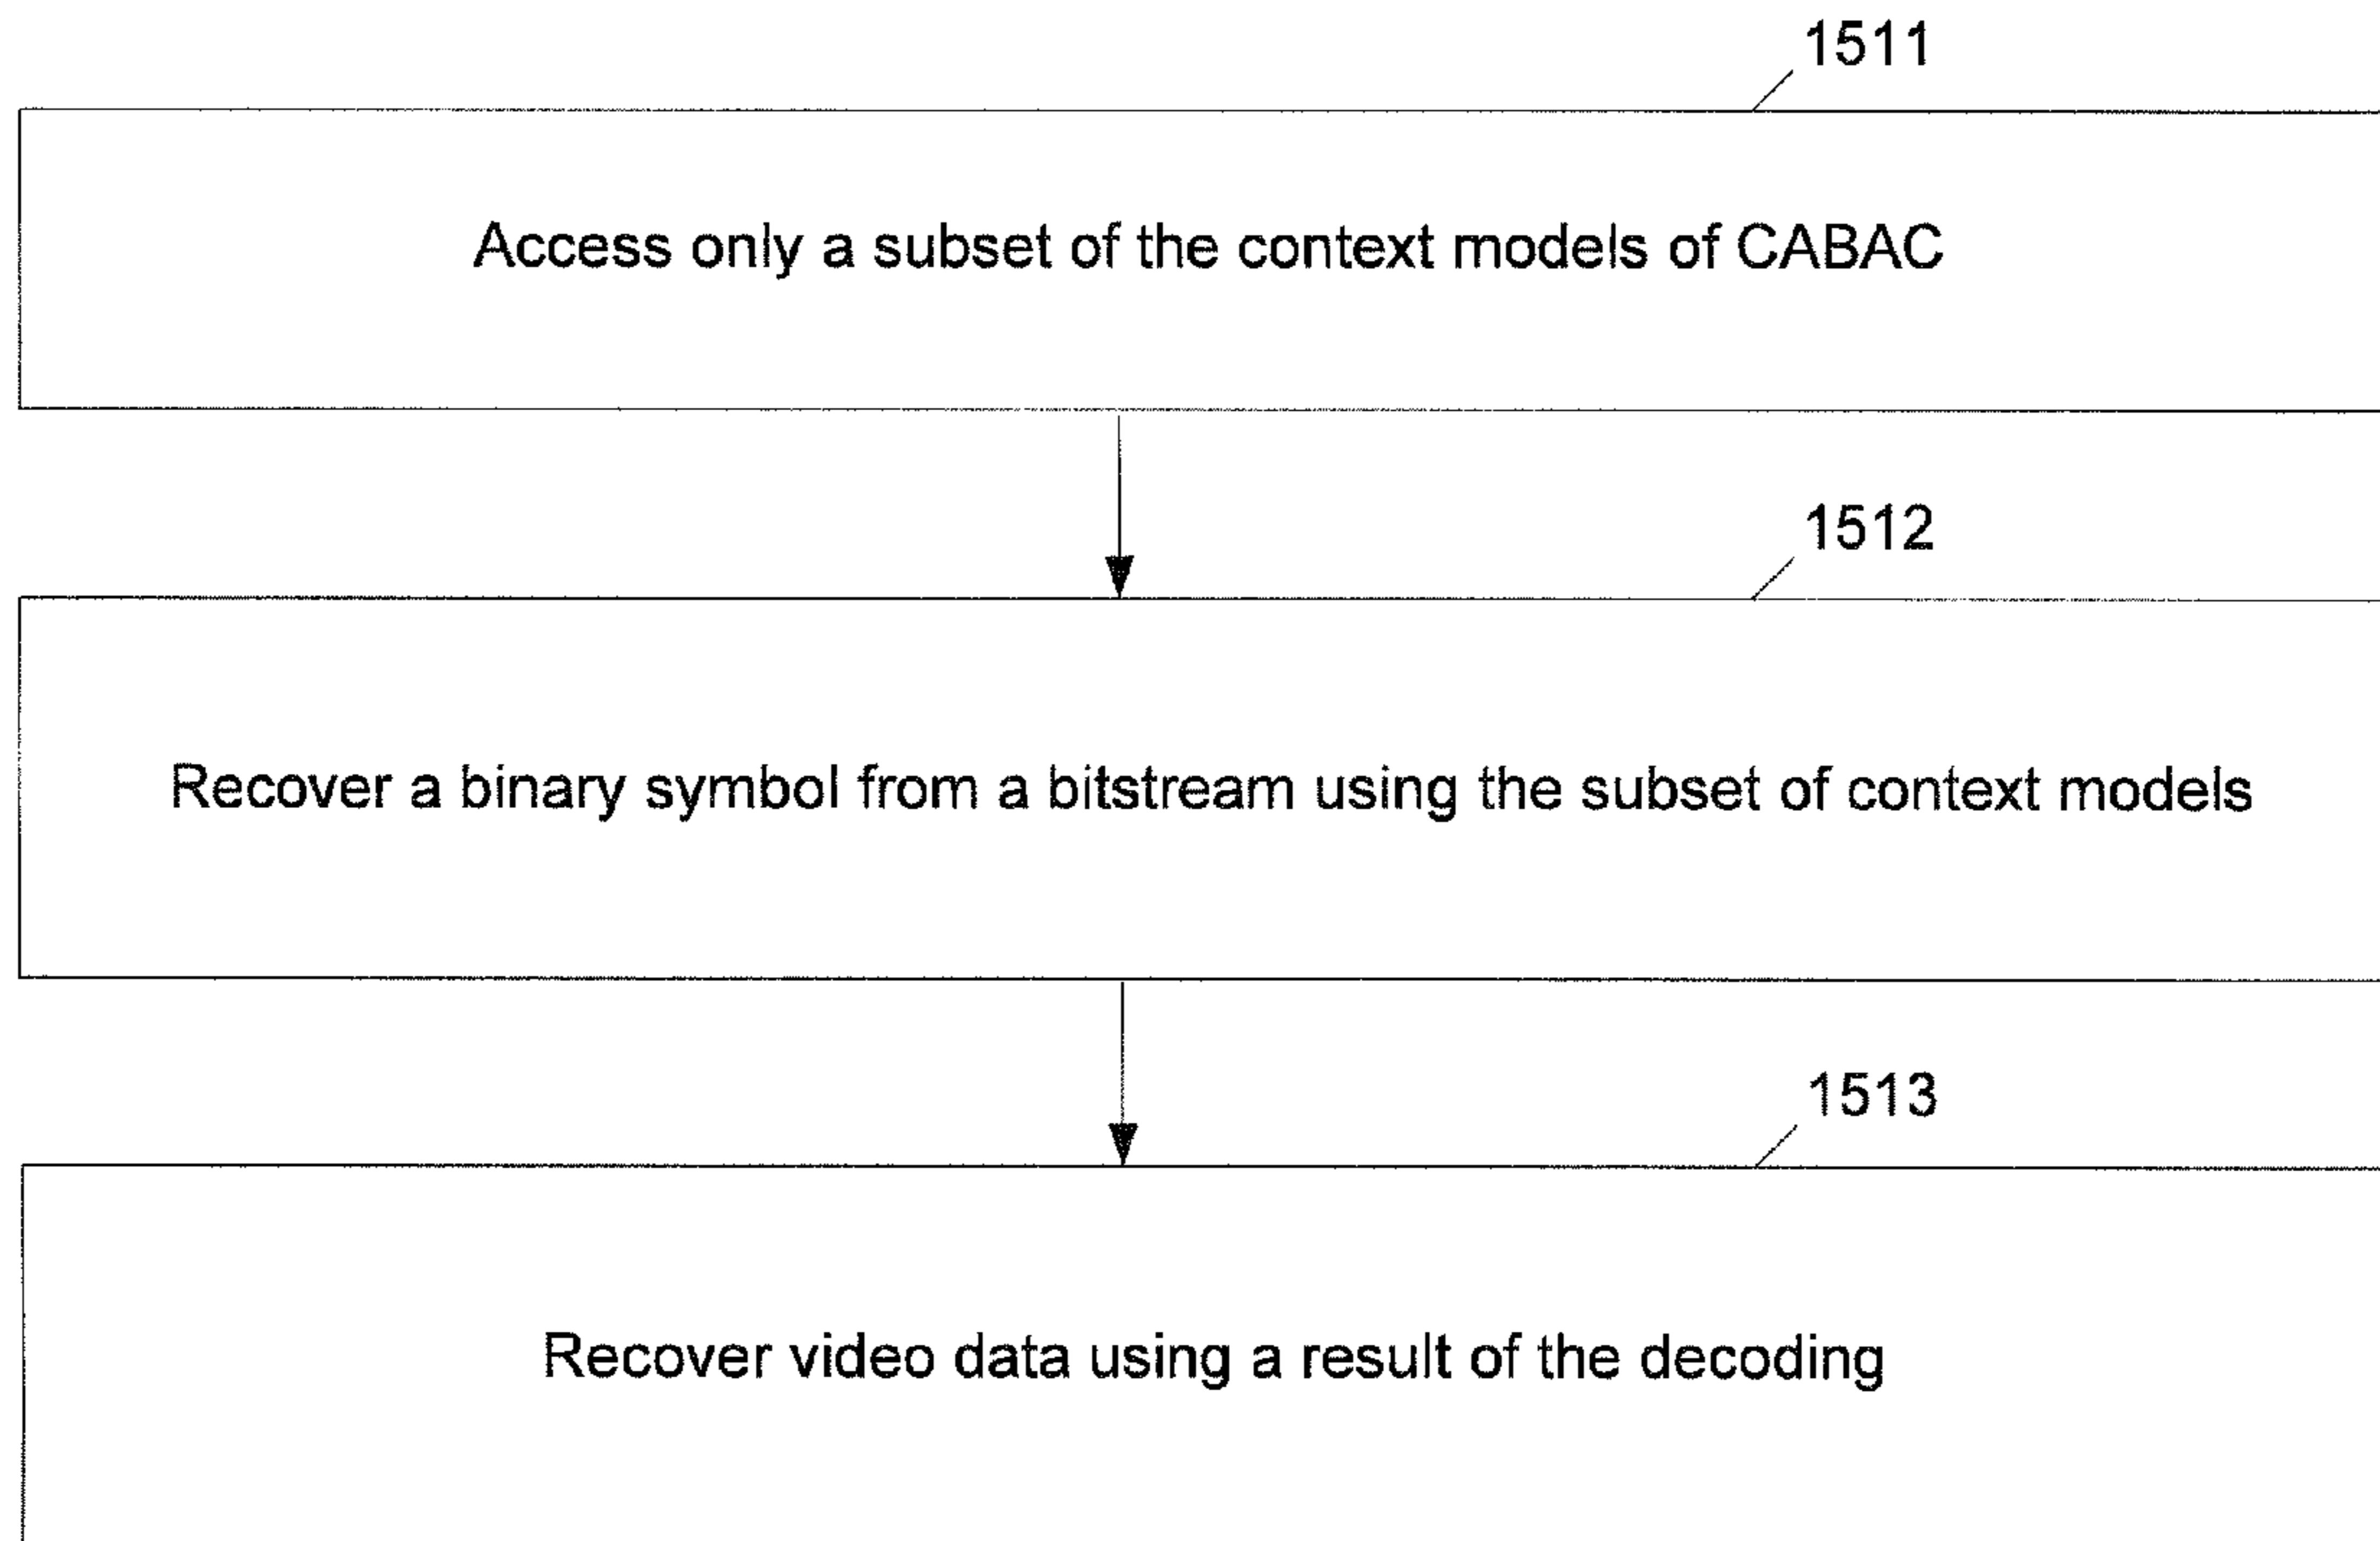 1511
Access only a subset of the context models of CABAC
1512
Recover a binary symbol from a bitstream using the subset of context models
1513
Recover video data using a result of the decoding